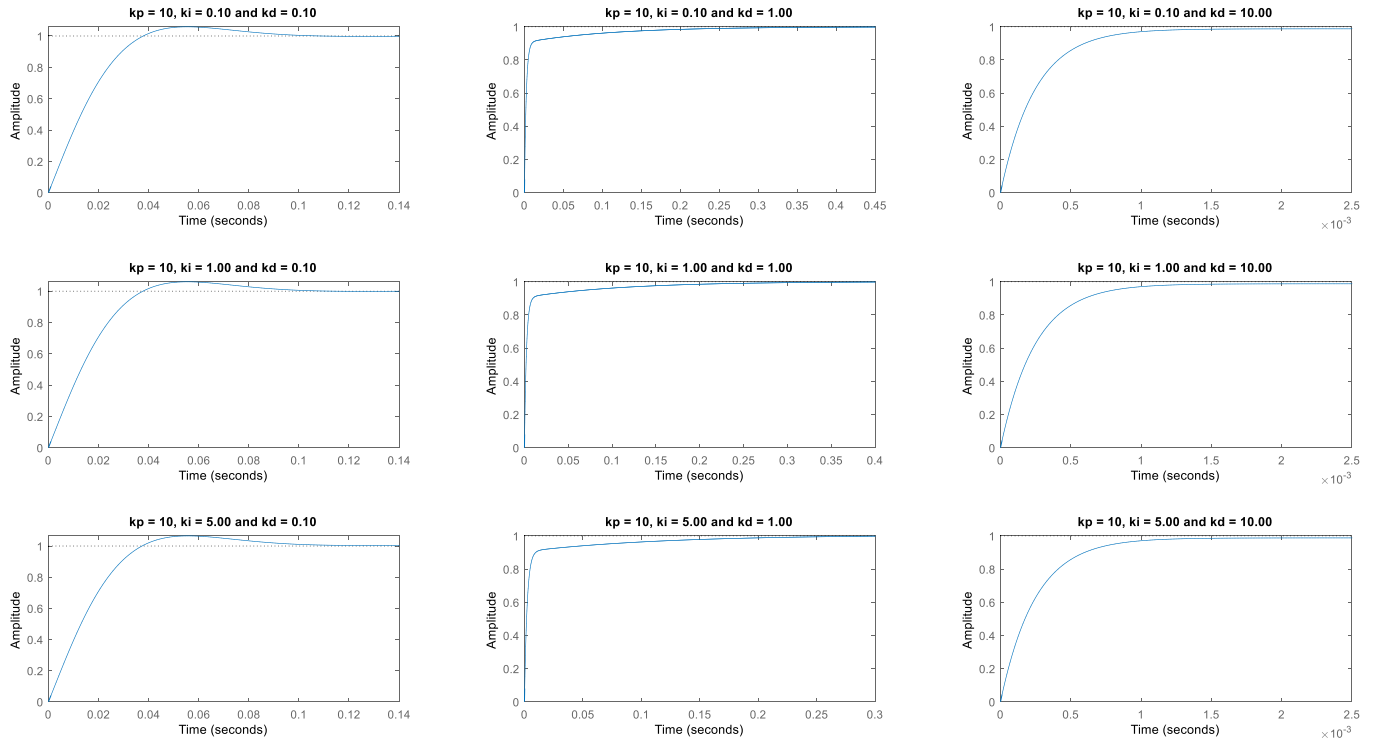 kp = 10, ki = 0.10 and kd = 0.10
Amplitude
1
0.8
0.6
0.4
0.2
0
0 0.02 0.04 0.06 0.08 0.1 0.12 0.14
Time (seconds)
kp = 10, ki = 0.10 and kd = 1.00
Amplitude
1
0.8
0.6
0.4
0.2
0
0 0.05 0.1 0.15 0.2 0.25 0.3 0.35 0.4 0.45
Time (seconds)
kp = 10, ki = 0.10 and kd = 10.00
Amplitude
1
0.8
0.6
0.4
0.2
0
0 0.5 1 1.5 2 2.5
Time (seconds)
×10⁻³
kp = 10, ki = 1.00 and kd = 0.10
Amplitude
1
0.8
0.6
0.4
0.2
0
0 0.02 0.04 0.06 0.08 0.1 0.12 0.14
Time (seconds)
kp = 10, ki = 1.00 and kd = 1.00
Amplitude
1
0.8
0.6
0.4
0.2
0
0 0.05 0.1 0.15 0.2 0.25 0.3 0.35 0.4
Time (seconds)
kp = 10, ki = 1.00 and kd = 10.00
Amplitude
1
0.8
0.6
0.4
0.2
0
0 0.5 1 1.5 2 2.5
Time (seconds)
×10⁻³
kp = 10, ki = 5.00 and kd = 0.10
Amplitude
1
0.8
0.6
0.4
0.2
0
0 0.02 0.04 0.06 0.08 0.1 0.12 0.14
Time (seconds)
kp = 10, ki = 5.00 and kd = 1.00
Amplitude
1
0.8
0.6
0.4
0.2
0
0 0.05 0.1 0.15 0.2 0.25 0.3
Time (seconds)
kp = 10, ki = 5.00 and kd = 10.00
Amplitude
1
0.8
0.6
0.4
0.2
0
0 0.5 1 1.5 2 2.5
Time (seconds)
×10⁻³